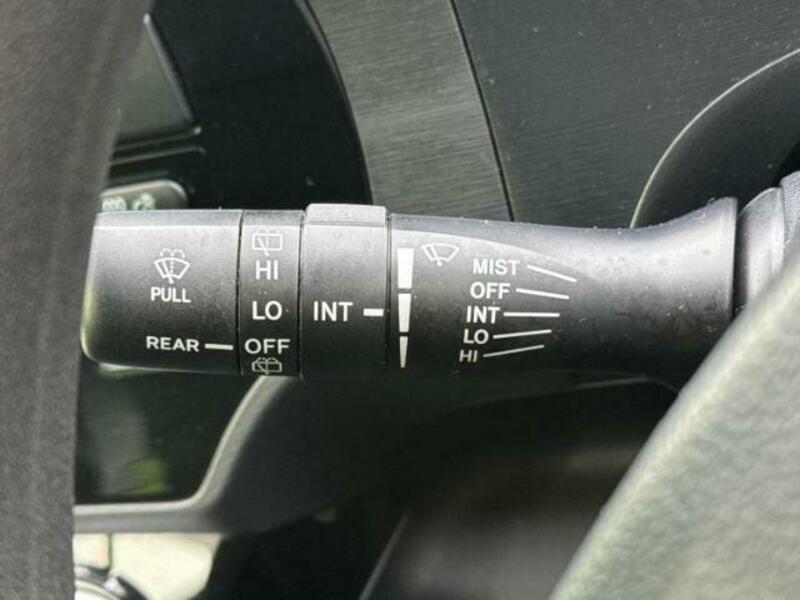 PULL
REAR
HI
LO
OFF
INT
MIST
OFF
INT
LO
HI